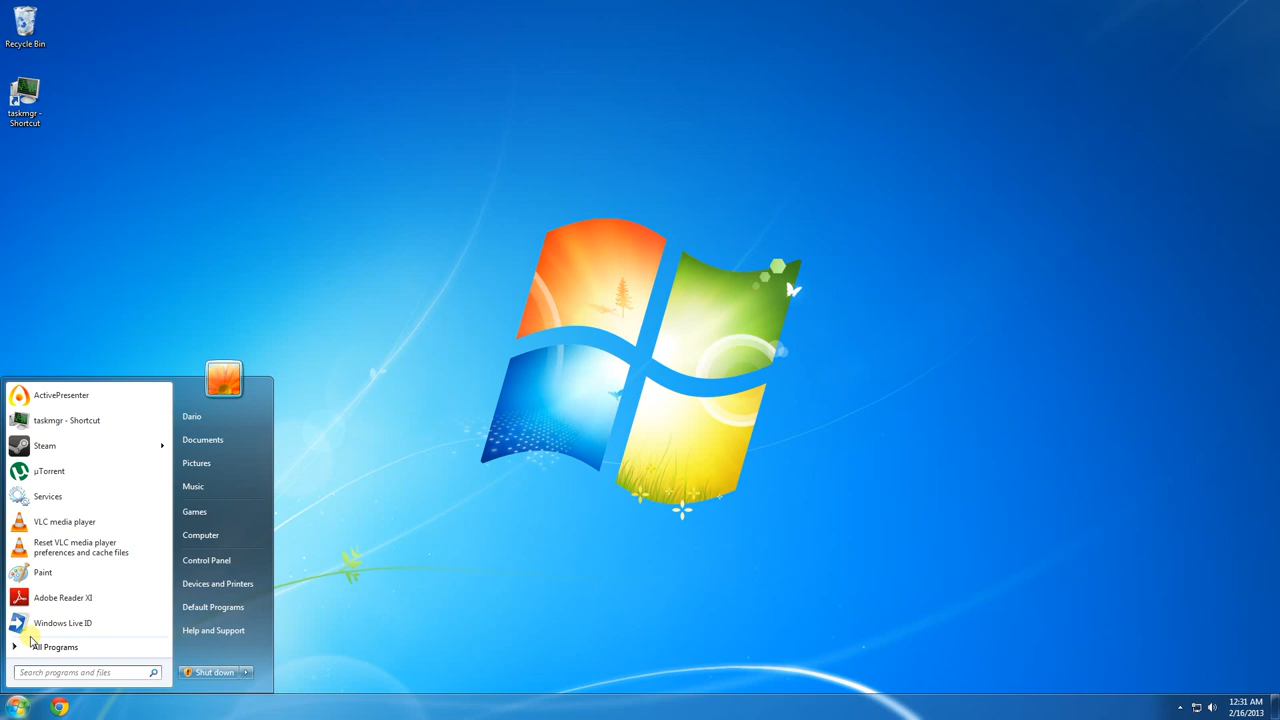 Recycle Bin
taskmgr -
Shortcut
ActivePresenter
taskmgr - Shortcut
Steam
µTorrent
Services
VLC media player
Reset VLC media player
preferences and cache files
Paint
Adobe Reader XI
Windows Live ID
All Programs
Search programs and files
Dario
Documents
Pictures
Music
Games
Computer
Control Panel
Devices and Printers
Default Programs
Help and Support
Shut down
12:31 AM
2/16/2013